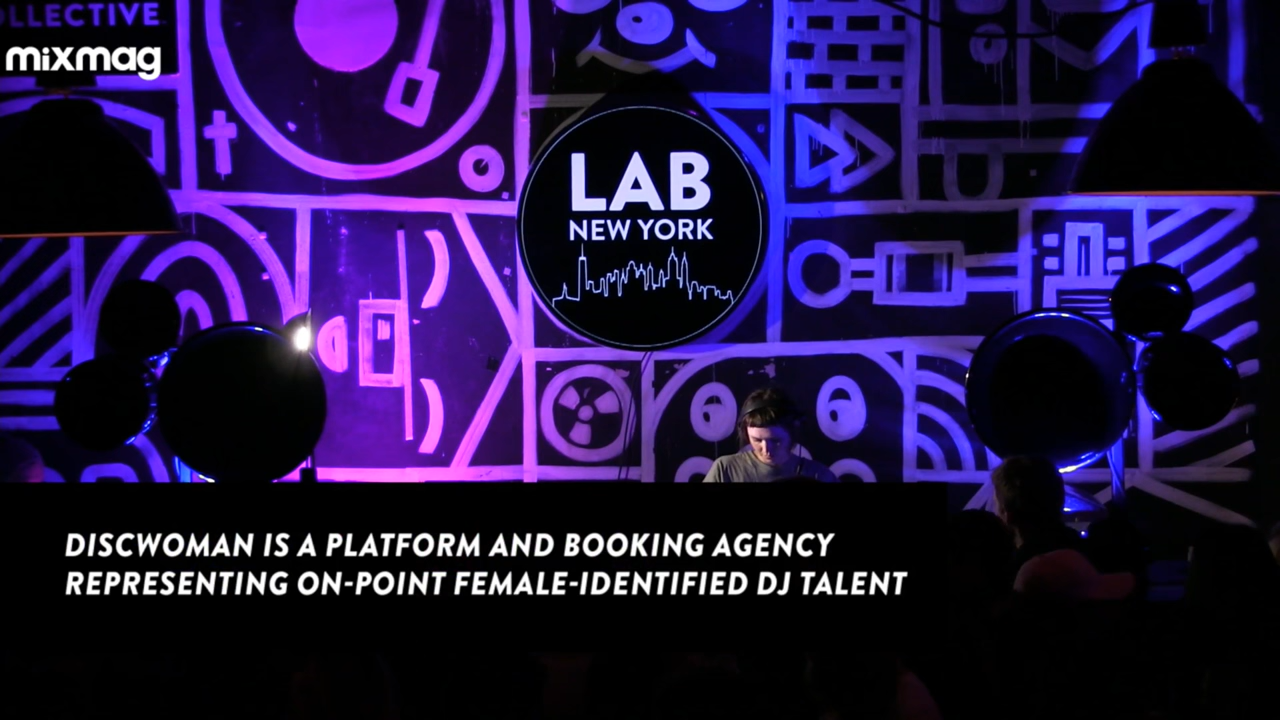 OLLECTIVE
mixmag
LAB
NEW YORK
DISCWOMAN IS A PLATFORM AND BOOKING AGENCY
REPRESENTING ON-POINT FEMALE-IDENTIFIED DJ TALENT